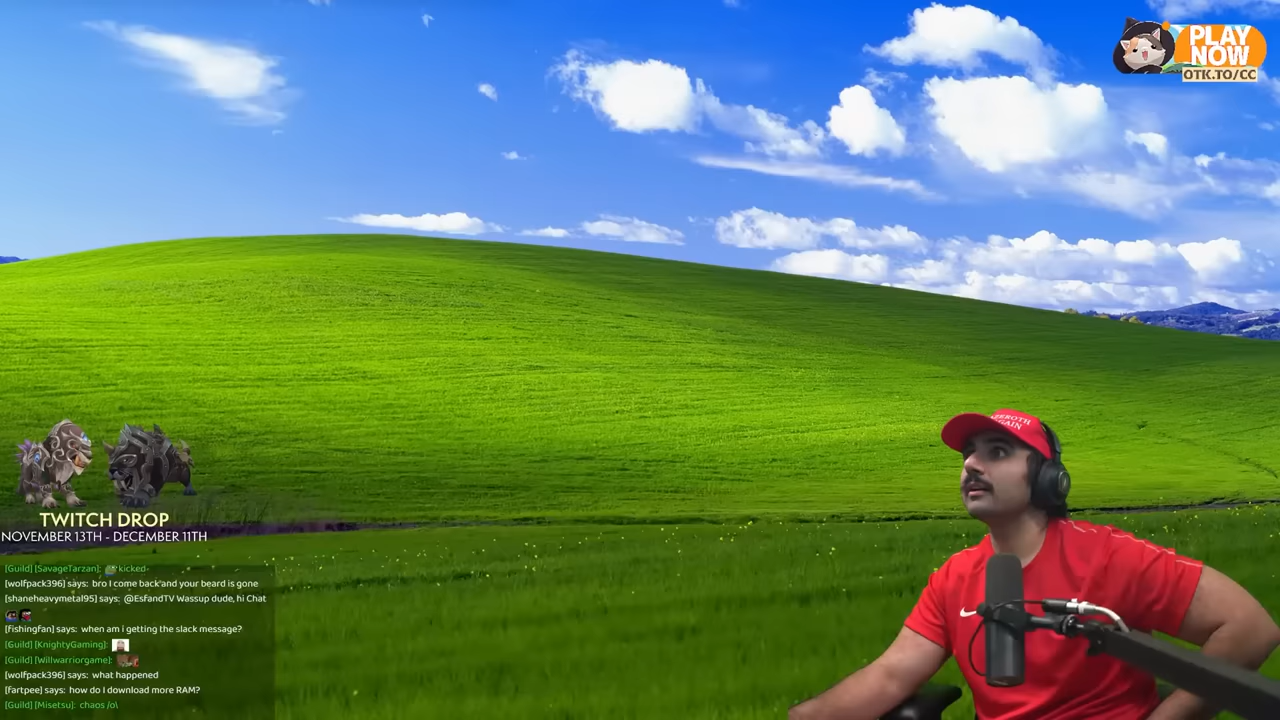 PLAY
NOW
OTK.TO/CC
AGAIN
TWITCH DROP
NOVEMBER 13TH - DECEMBER 11TH
[Guild] [SavageTarzan]: kicked-
[wolfpack396] says: bro I come back'and your beard is gone
[shaneheavymetal95] says: @EsfandTV Wassup dude, hi Chat
[fishingfan] says: when am i getting the slack message?
[Guild] [KnightyGaming]:
[Guild] [Willwarriorgame]:
[wolfpack396] says: what happened
[fartpee] says: how do I download more RAM?
[Guild] [Misetsu]: chaos /o\